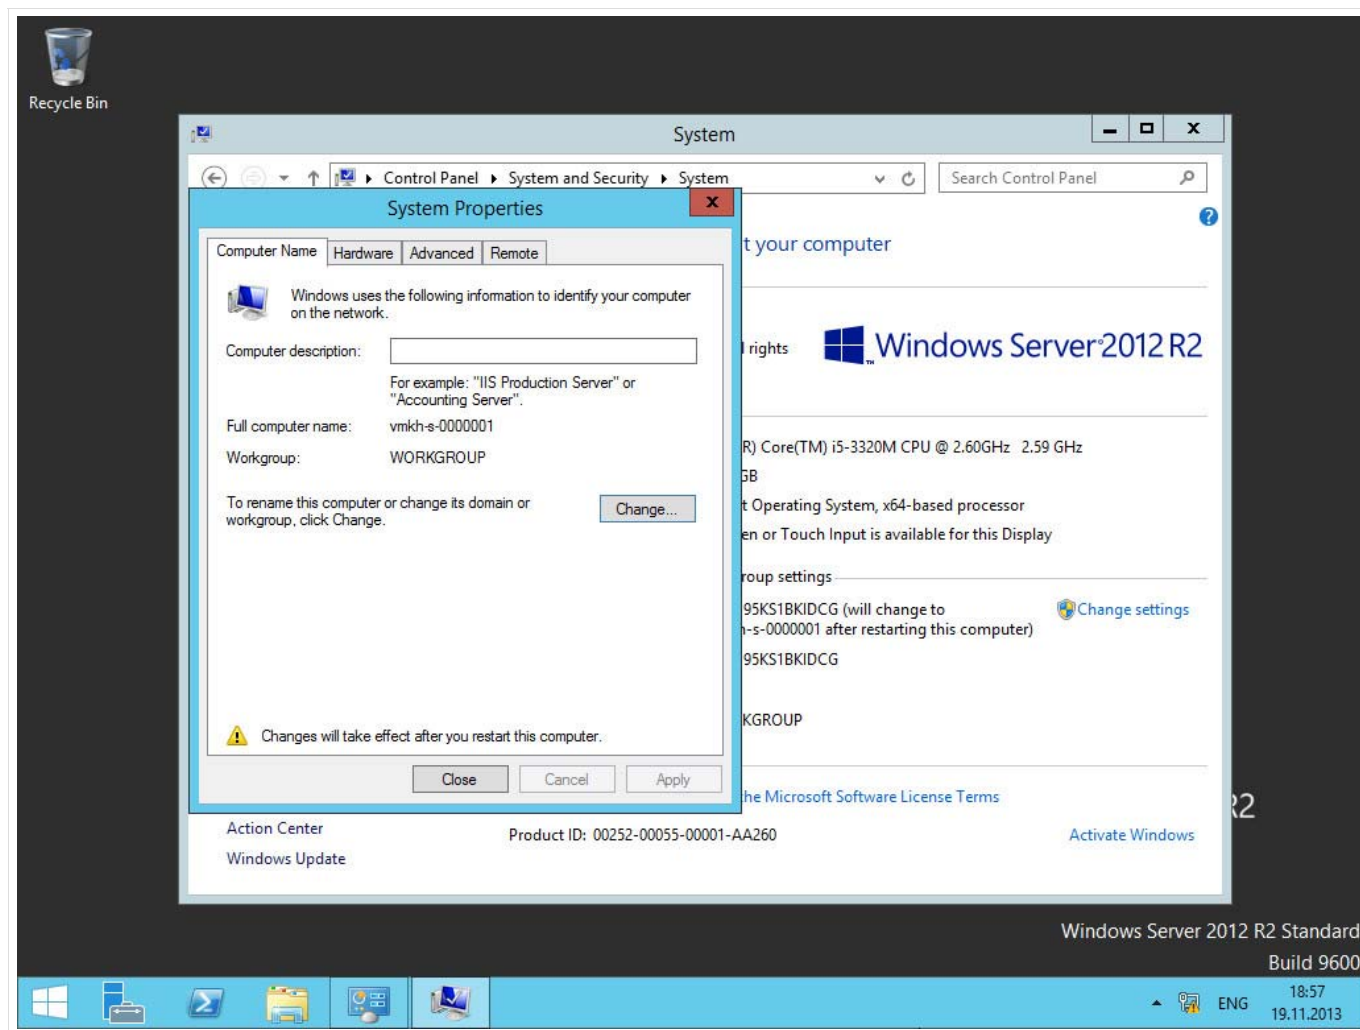 Recycle Bin
System
Control Panel System and Security System
Search Control Panel
System Properties
Computer Name Hardware Advanced Remote
Windows uses the following information to identify your computer
on the network.
Computer description:
For example: "IIS Production Server" or
"Accounting Server".
Full computer name: vmkh-s-0000001
Workgroup: WORKGROUP
To rename this computer or change its domain or
workgroup, click Change.
Change...
Changes will take effect after you restart this computer.
Close Cancel Apply
t your computer
rights
Windows Server 2012 R2
R) Core(TM) i5-3320M CPU @ 2.60GHz 2.59 GHz
GB
t Operating System, x64-based processor
en or Touch Input is available for this Display
roup settings
95KS1BKIDCG (will change to
-s-0000001 after restarting this computer)
Change settings
95KS1BKIDCG
KGROUP
he Microsoft Software License Terms
Action Center
Windows Update
Product ID: 00252-00055-00001-AA260
Activate Windows
R2
Windows Server 2012 R2 Standard
Build 9600
ENG
18:57
19.11.2013